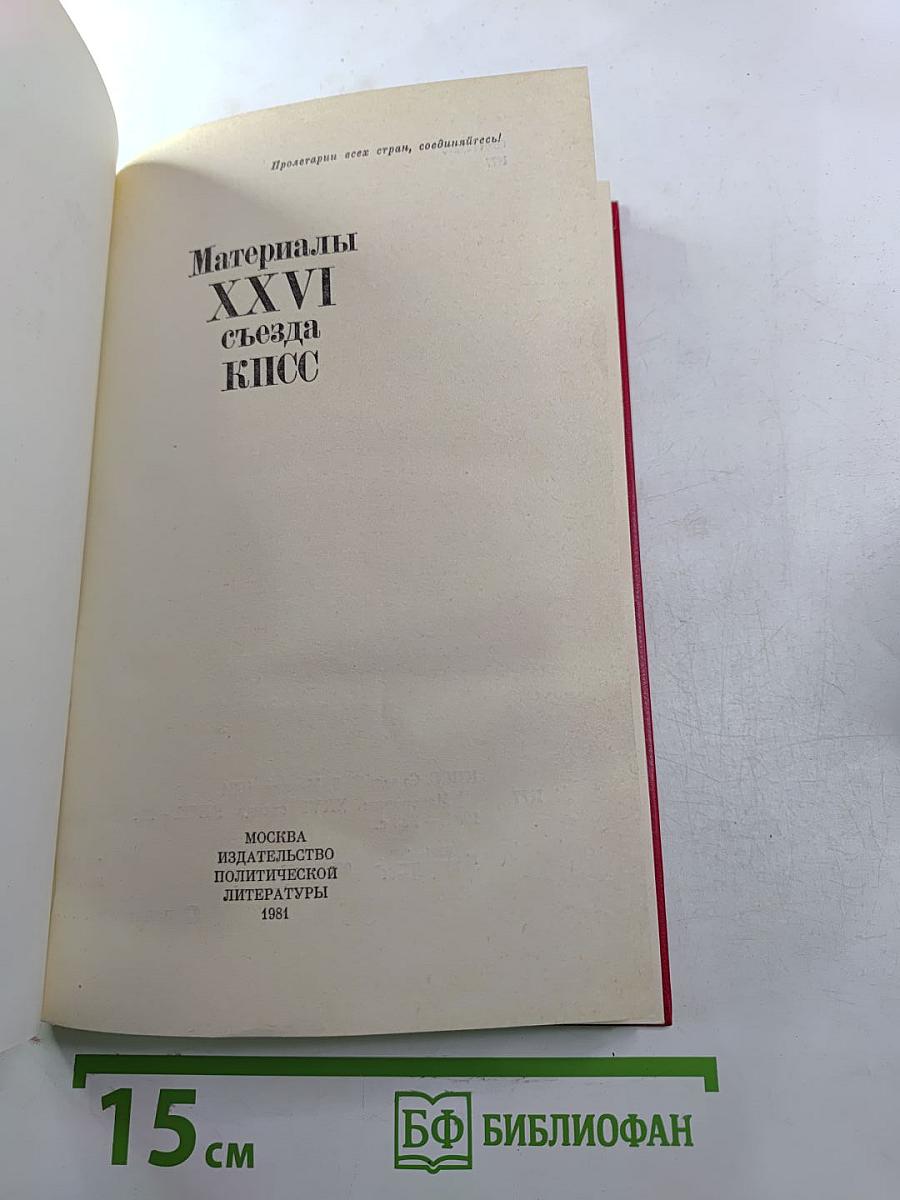 Пролетарии всех стран, соединяйтесь!
Материалы
XXVI
съезда
КПСС
МОСКВА
ИЗДАТЕЛЬСТВО
ПОЛИТИЧЕСКОЙ
ЛИТЕРАТУРЫ
1981
15 см
БФ БИБЛИОФАН